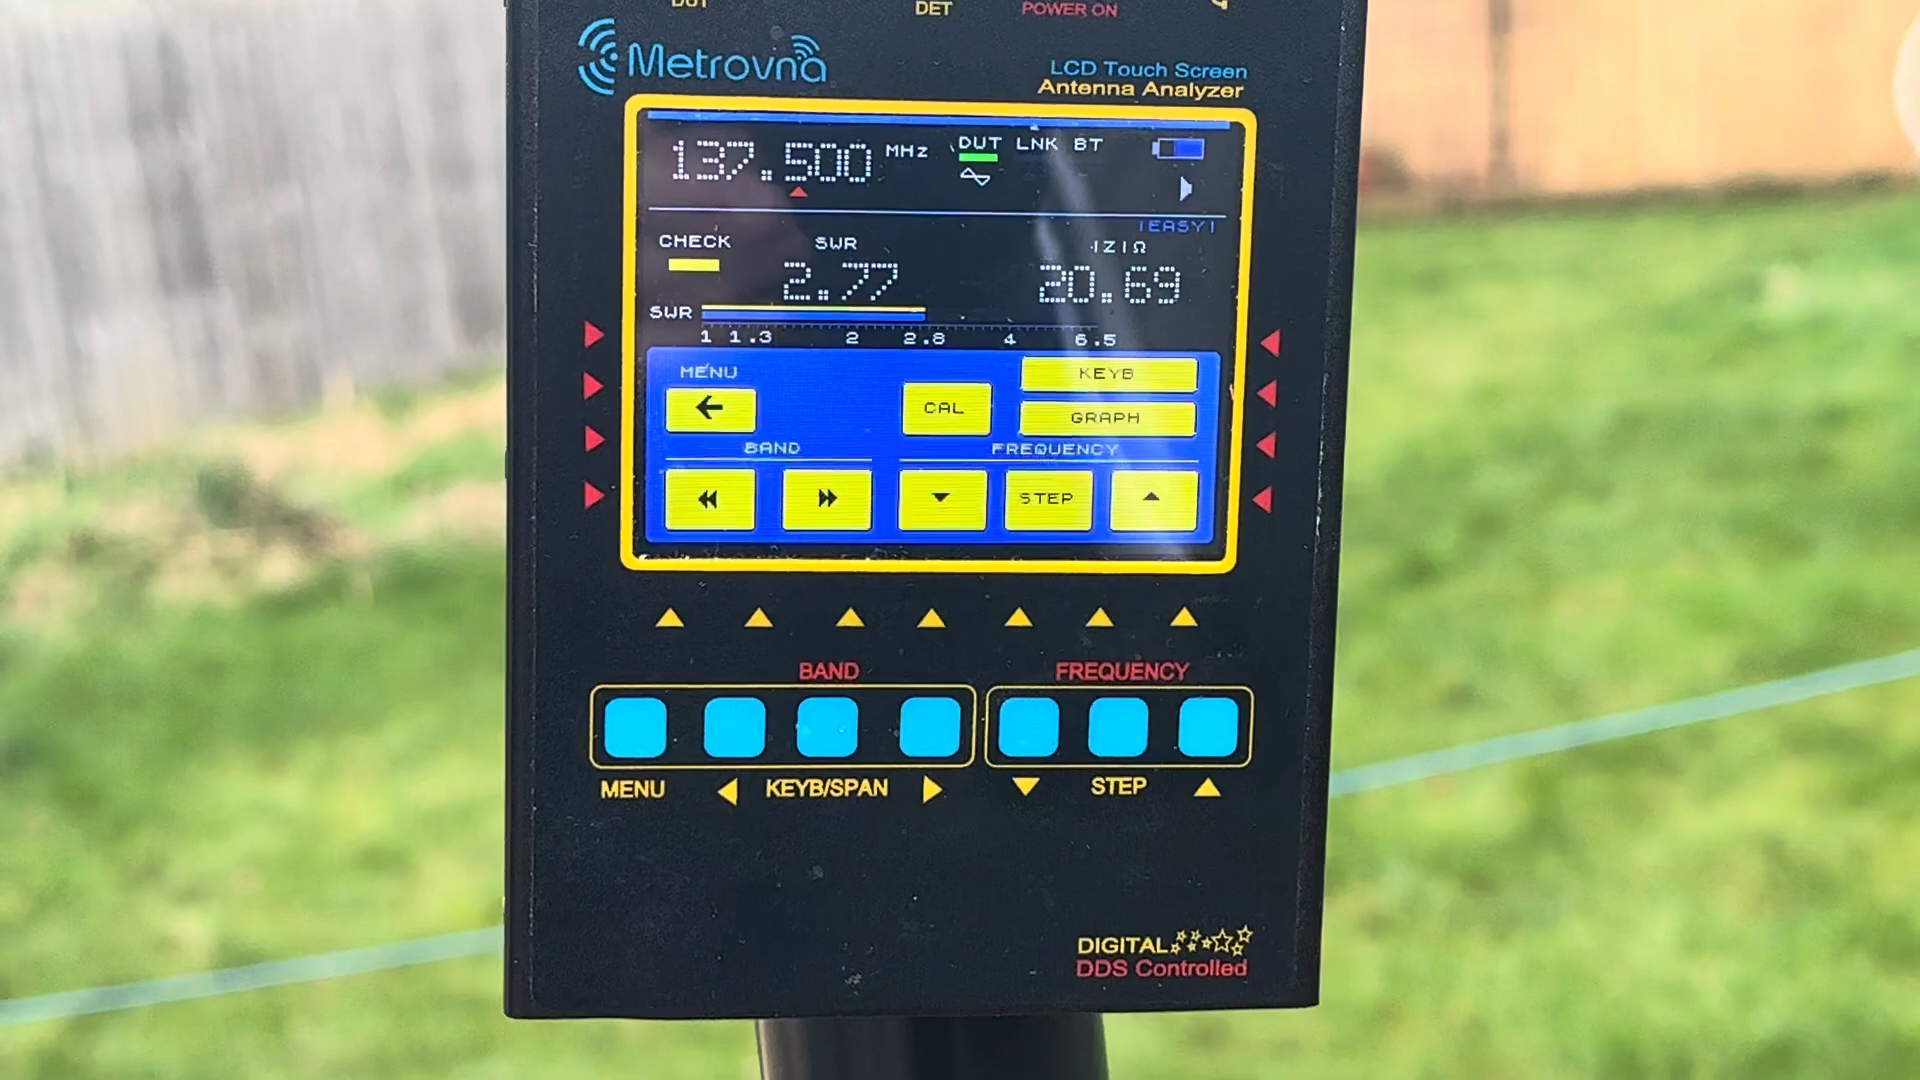 DUT DET POWER ON
Metrovna
LCD Touch Screen
Antenna Analyzer
137.500 MHz DUT LNK BT
|EASY|
CHECK SWR |Z|Ω
2.77 20.69
SWR
1 1.3 2 2.8 4 6.5
MENU KEYB
CAL GRAPH
BAND FREQUENCY
STEP
BAND FREQUENCY
MENU KEYB/SPAN STEP
DIGITAL
DDS Controlled